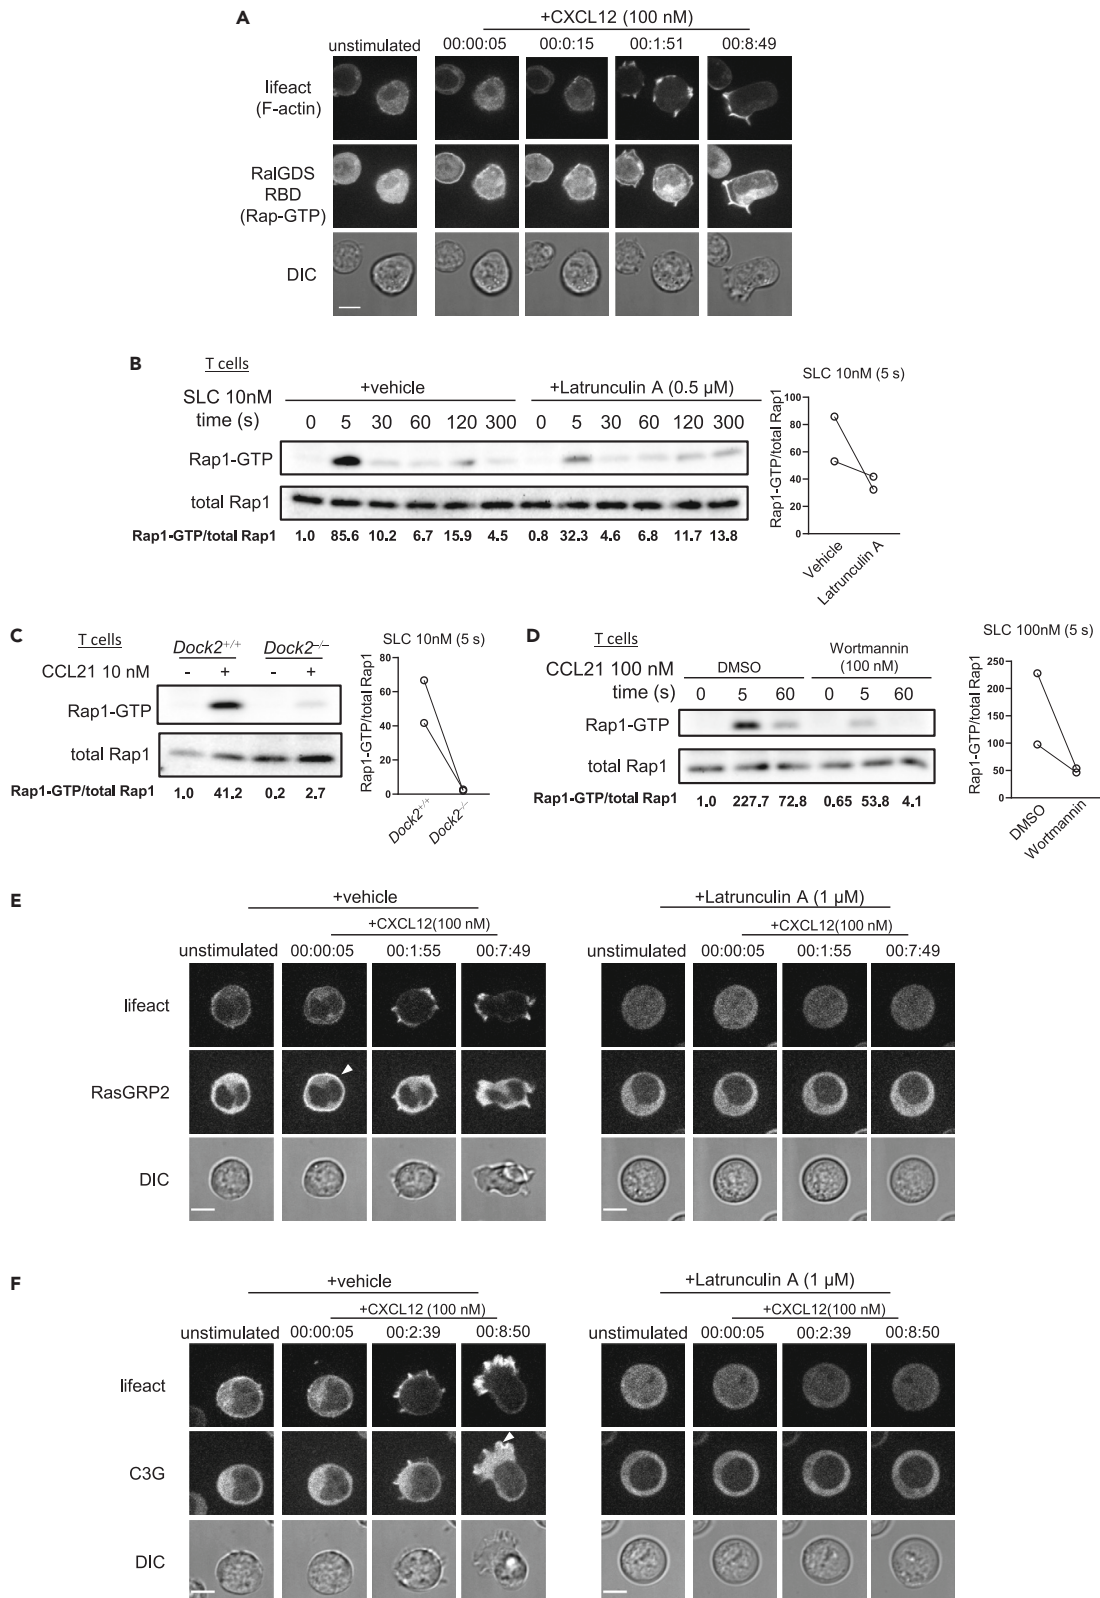 A
+CXCL12 (100 nM)
unstimulated 00:00:05 00:0:15 00:1:51 00:8:49
lifeact
(F-actin)
RalGDS
RBD
(Rap-GTP)
DIC
B
T cells
SLC 10nM
time (s)
+vehicle +Latrunculin A (0.5 µM)
0 5 30 60 120 300 0 5 30 60 120 300
Rap1-GTP
total Rap1
Rap1-GTP/total Rap1 1.0 85.6 10.2 6.7 15.9 4.5 0.8 32.3 4.6 6.8 11.7 13.8
SLC 10nM (5 s)
Rap1-GTP/total Rap1
100
80
60
40
20
0
Vehicle
Latrunculin A
C
T cells
Dock2+/+ Dock2−/−
CCL21 10 nM - + - +
Rap1-GTP
total Rap1
Rap1-GTP/total Rap1 1.0 41.2 0.2 2.7
SLC 10nM (5 s)
Rap1-GTP/total Rap1
80
60
40
20
0
Dock2+/+
Dock2−/−
D
T cells
CCL21 100 nM
time (s)
DMSO
Wortmannin
(100 nM)
0 5 60 0 5 60
Rap1-GTP
total Rap1
Rap1-GTP/total Rap1 1.0 227.7 72.8 0.65 53.8 4.1
SLC 100nM (5 s)
Rap1-GTP/total Rap1
250
200
150
100
50
0
DMSO
Wortmannin
E
+vehicle +Latrunculin A (1 µM)
+CXCL12(100 nM) +CXCL12(100 nM)
unstimulated 00:00:05 00:1:55 00:7:49 unstimulated 00:00:05 00:1:55 00:7:49
lifeact
RasGRP2
DIC
F
+vehicle +Latrunculin A (1 µM)
+CXCL12 (100 nM) +CXCL12(100 nM)
unstimulated 00:00:05 00:2:39 00:8:50 unstimulated 00:00:05 00:2:39 00:8:50
lifeact
C3G
DIC